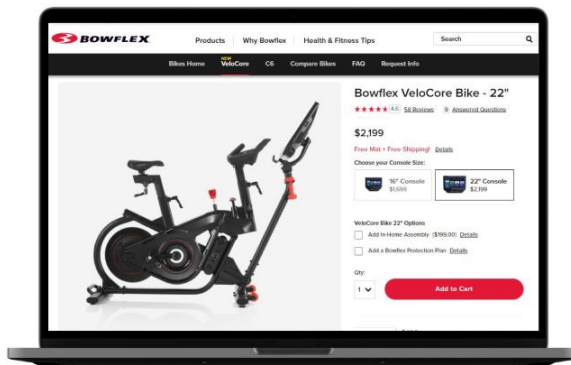 BOWFLEX
Products Why Bowflex Health & Fitness Tips Search
Bikes Home NEW VeloCore C6 Compare Bikes FAQ Request Info
Bowflex VeloCore Bike - 22"
4.6 58 Reviews 9 Answered Questions
$2,199
Free Mat + Free Shipping! Details
Choose your Console Size:
16" Console
$1,699
22" Console
$2,199
VeloCore Bike 22" Options
Add In-Home Assembly ($199.00) Details
Add a Bowflex Protection Plan Details
Qty:
1
Add to Cart